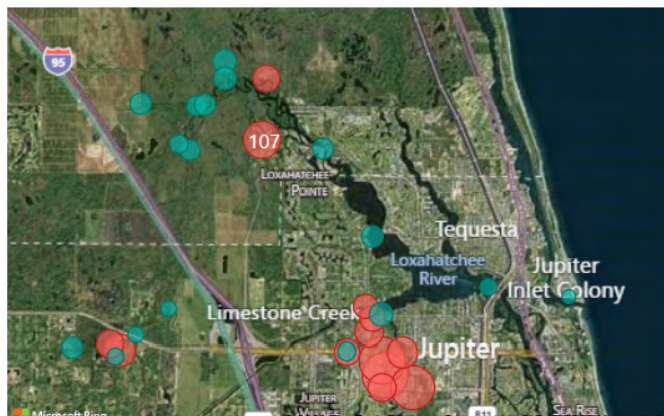 95
107
LOXAHATCHEE
POINTE
Tequesta
Loxahatchee
River
Jupiter
Inlet Colony
Limestone Creek
Jupiter
JUPITER
VILLAGE
811
SEA RISE
Microsoft Bing